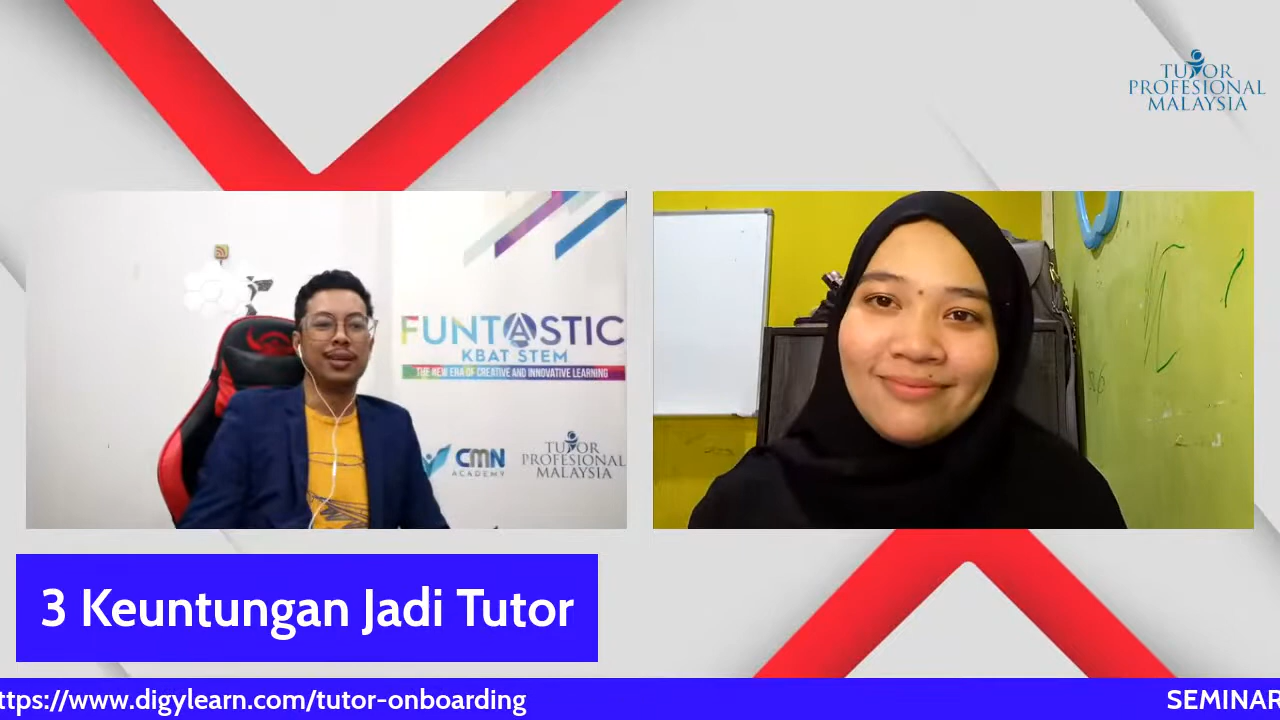 TUTOR
PROFESIONAL
MALAYSIA
FUNTASTIC
KBAT STEM
THE NEW ERA OF CREATIVE AND INNOVATIVE LEARNING
CMN
ACADEMY
TUTOR
PROFESIONAL
MALAYSIA
3 Keuntungan Jadi Tutor
ttps://www.digylearn.com/tutor-onboarding
SEMINAR